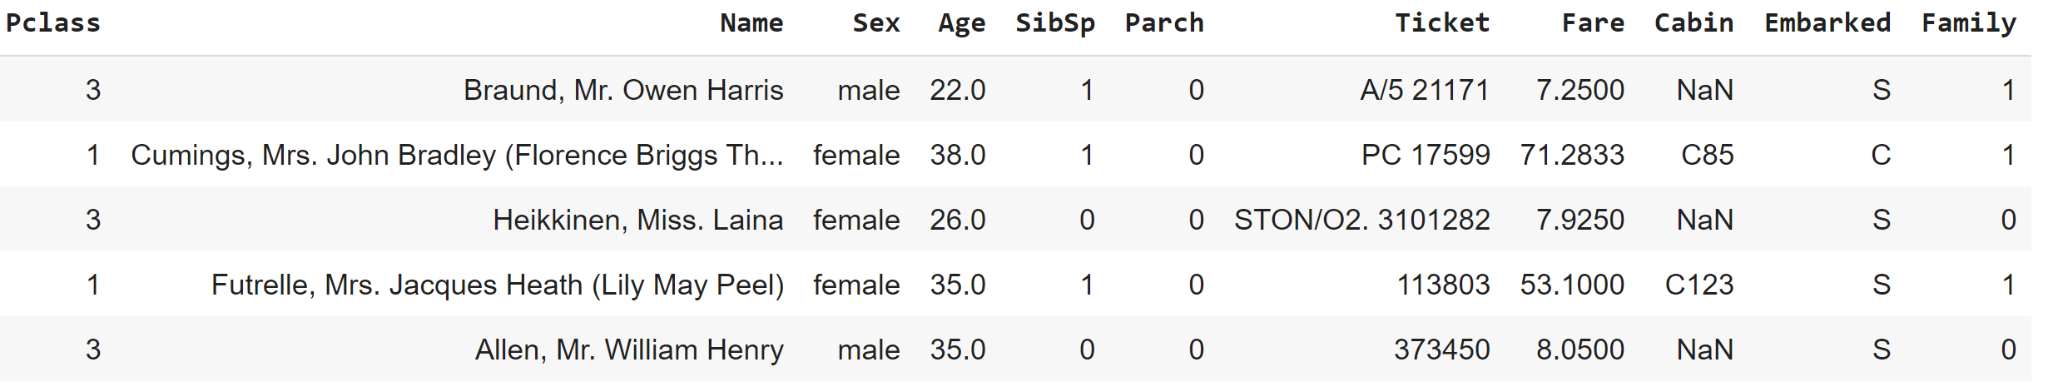 Pclass Name Sex Age SibSp Parch Ticket Fare Cabin Embarked Family
3 Braund, Mr. Owen Harris male 22.0 1 0 A/5 21171 7.2500 NaN S 1
1 Cumings, Mrs. John Bradley (Florence Briggs Th... female 38.0 1 0 PC 17599 71.2833 C85 C 1
3 Heikkinen, Miss. Laina female 26.0 0 0 STON/O2. 3101282 7.9250 NaN S 0
1 Futrelle, Mrs. Jacques Heath (Lily May Peel) female 35.0 1 0 113803 53.1000 C123 S 1
3 Allen, Mr. William Henry male 35.0 0 0 373450 8.0500 NaN S 0